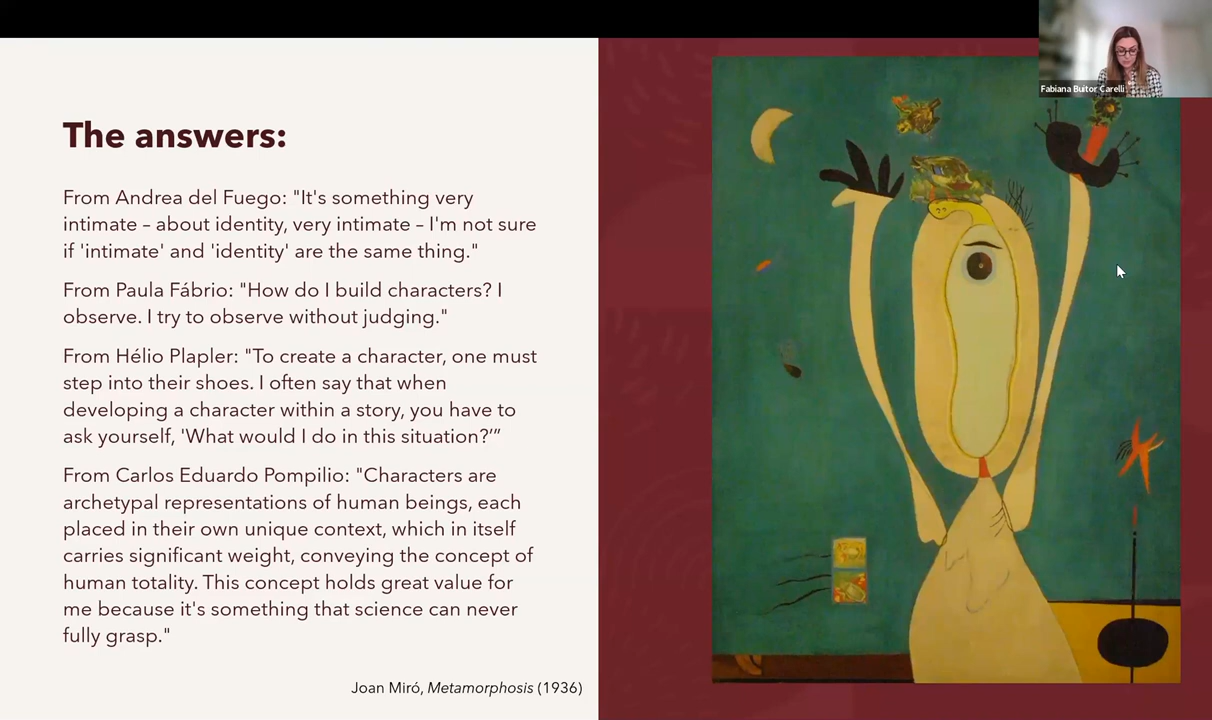 Fabiana Buitor Carelli
The answers:
From Andrea del Fuego: "It's something very
intimate – about identity, very intimate – I'm not sure
if 'intimate' and 'identity' are the same thing."
From Paula Fábrio: "How do I build characters? I
observe. I try to observe without judging."
From Hélio Plapler: "To create a character, one must
step into their shoes. I often say that when
developing a character within a story, you have to
ask yourself, 'What would I do in this situation?’”
From Carlos Eduardo Pompilio: "Characters are
archetypal representations of human beings, each
placed in their own unique context, which in itself
carries significant weight, conveying the concept of
human totality. This concept holds great value for
me because it's something that science can never
fully grasp."
Joan Miró, Metamorphosis (1936)